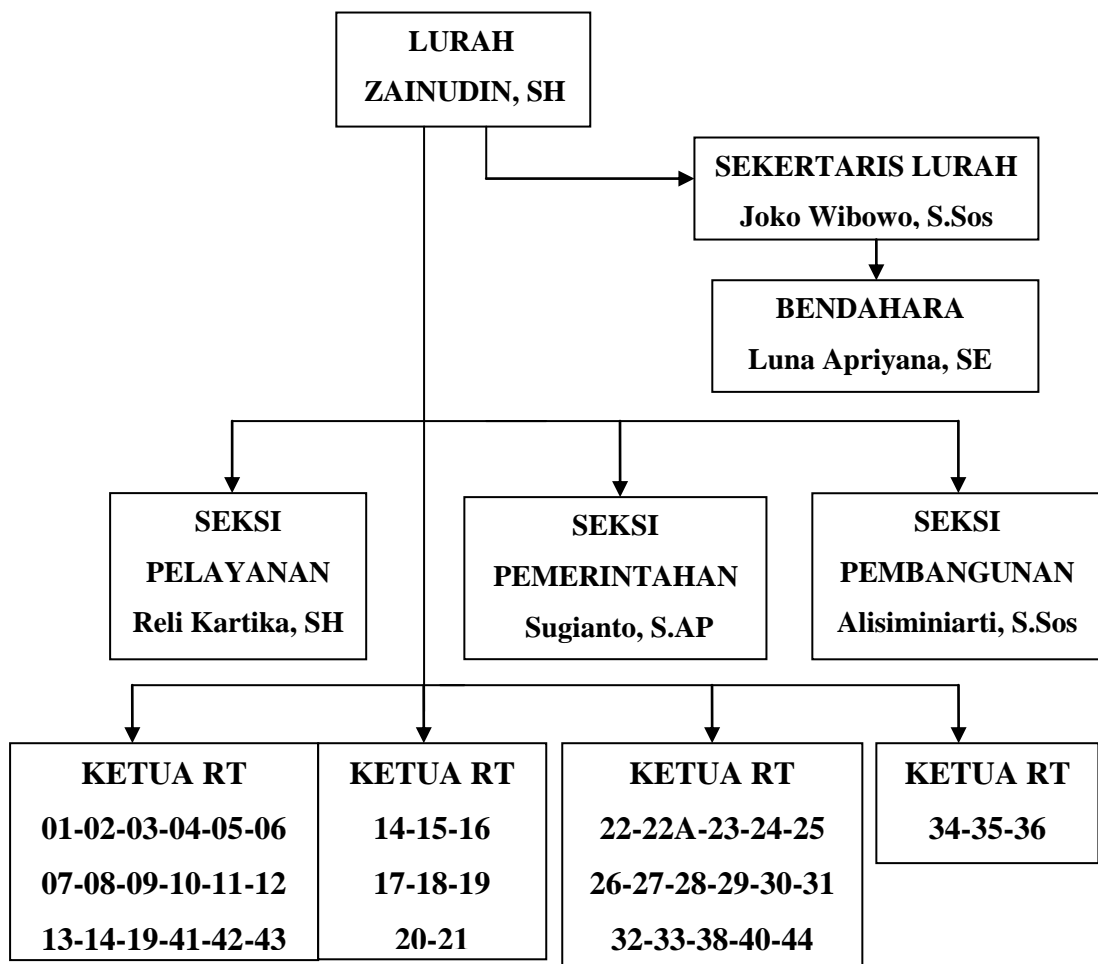 LURAH
ZAINUDIN, SH
SEKERTARIS LURAH
Joko Wibowo, S.Sos
BENDAHARA
Luna Apriyana, SE
SEKSI
PELAYANAN
Reli Kartika, SH
SEKSI
PEMERINTAHAN
Sugianto, S.AP
SEKSI
PEMBANGUNAN
Alisiminiarti, S.Sos
KETUA RT
01-02-03-04-05-06
07-08-09-10-11-12
13-14-19-41-42-43
KETUA RT
14-15-16
17-18-19
20-21
KETUA RT
22-22A-23-24-25
26-27-28-29-30-31
32-33-38-40-44
KETUA RT
34-35-36